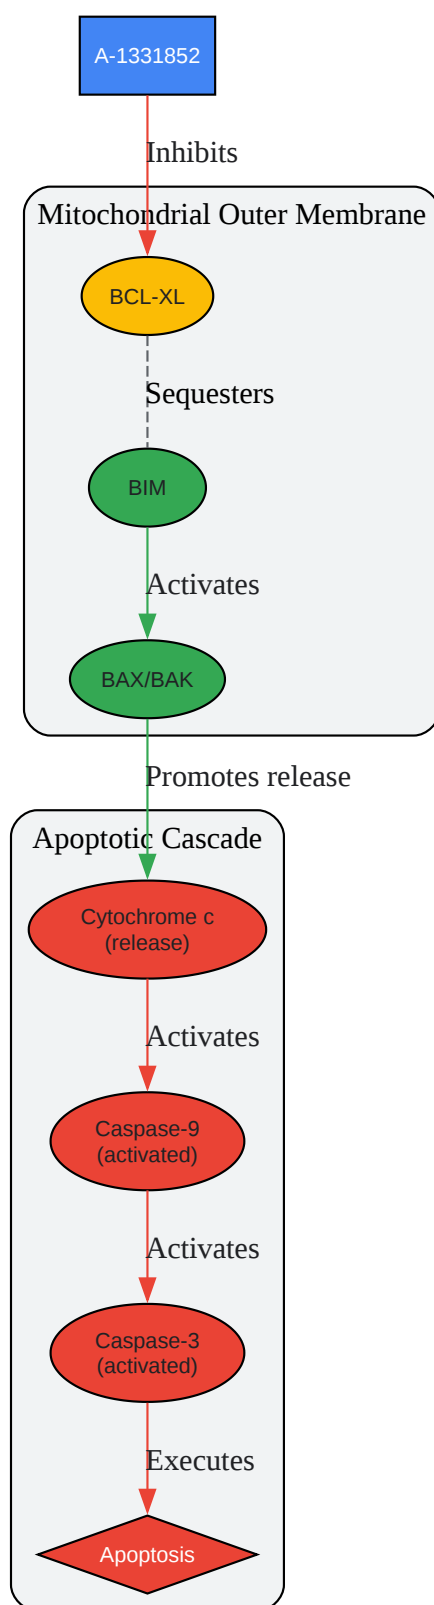 A-1331852
Inhibits
Mitochondrial Outer Membrane
BCL-XL
Sequesters
BIM
Activates
BAX/BAK
Promotes release
Apoptotic Cascade
Cytochrome c
(release)
Activates
Caspase-9
(activated)
Activates
Caspase-3
(activated)
Executes
Apoptosis